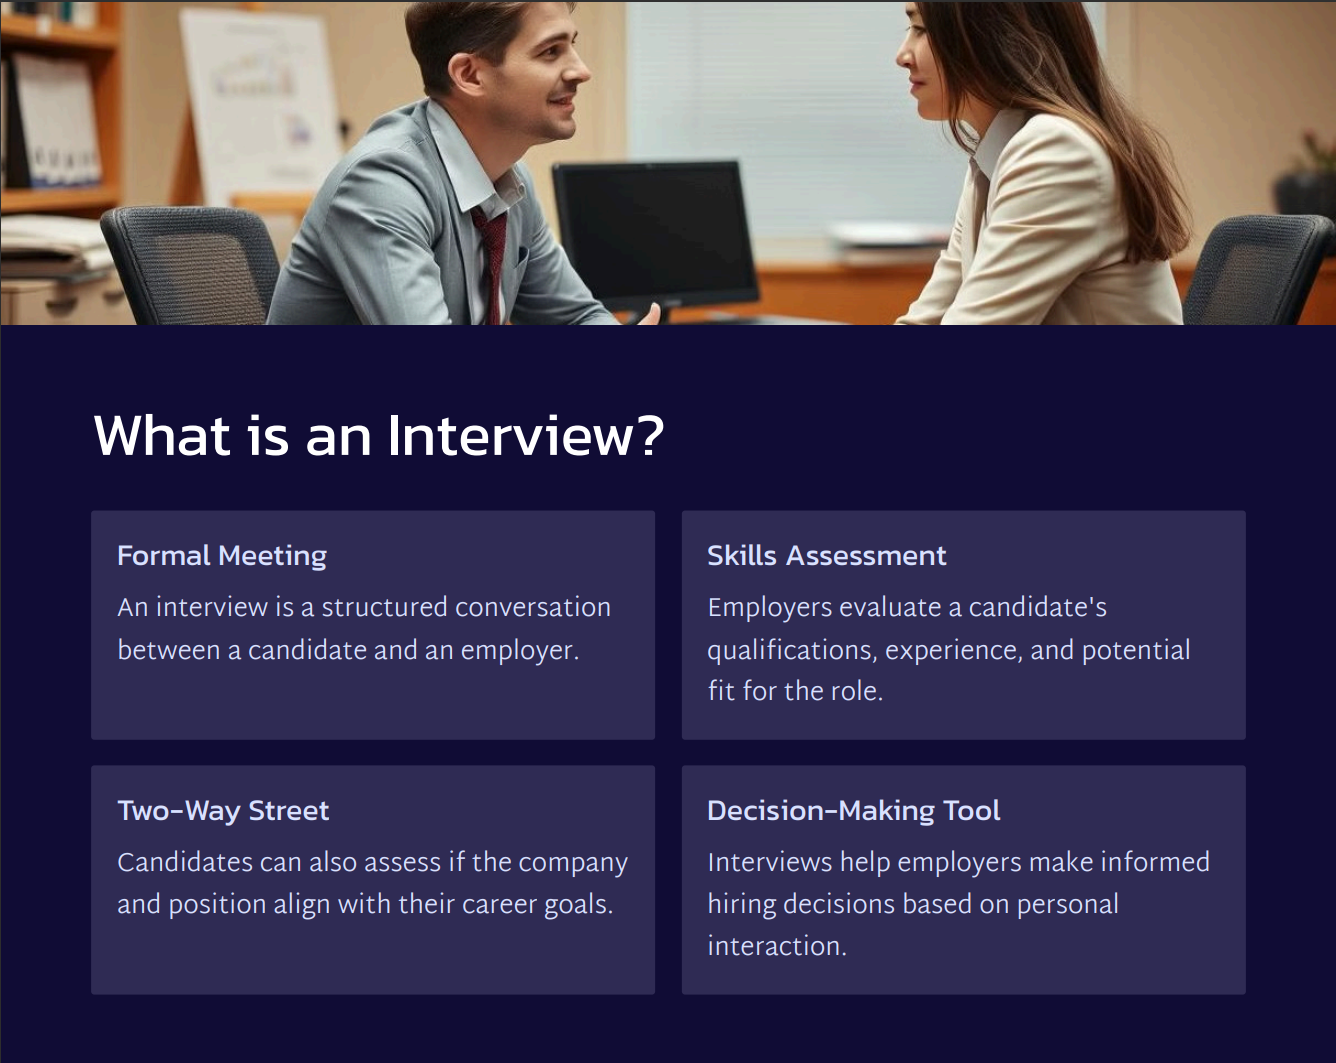 What is an Interview?
Formal Meeting
An interview is a structured conversation
between a candidate and an employer.
Skills Assessment
Employers evaluate a candidate's
qualifications, experience, and potential
fit for the role.
Two-Way Street
Candidates can also assess if the company
and position align with their career goals.
Decision-Making Tool
Interviews help employers make informed
hiring decisions based on personal
interaction.